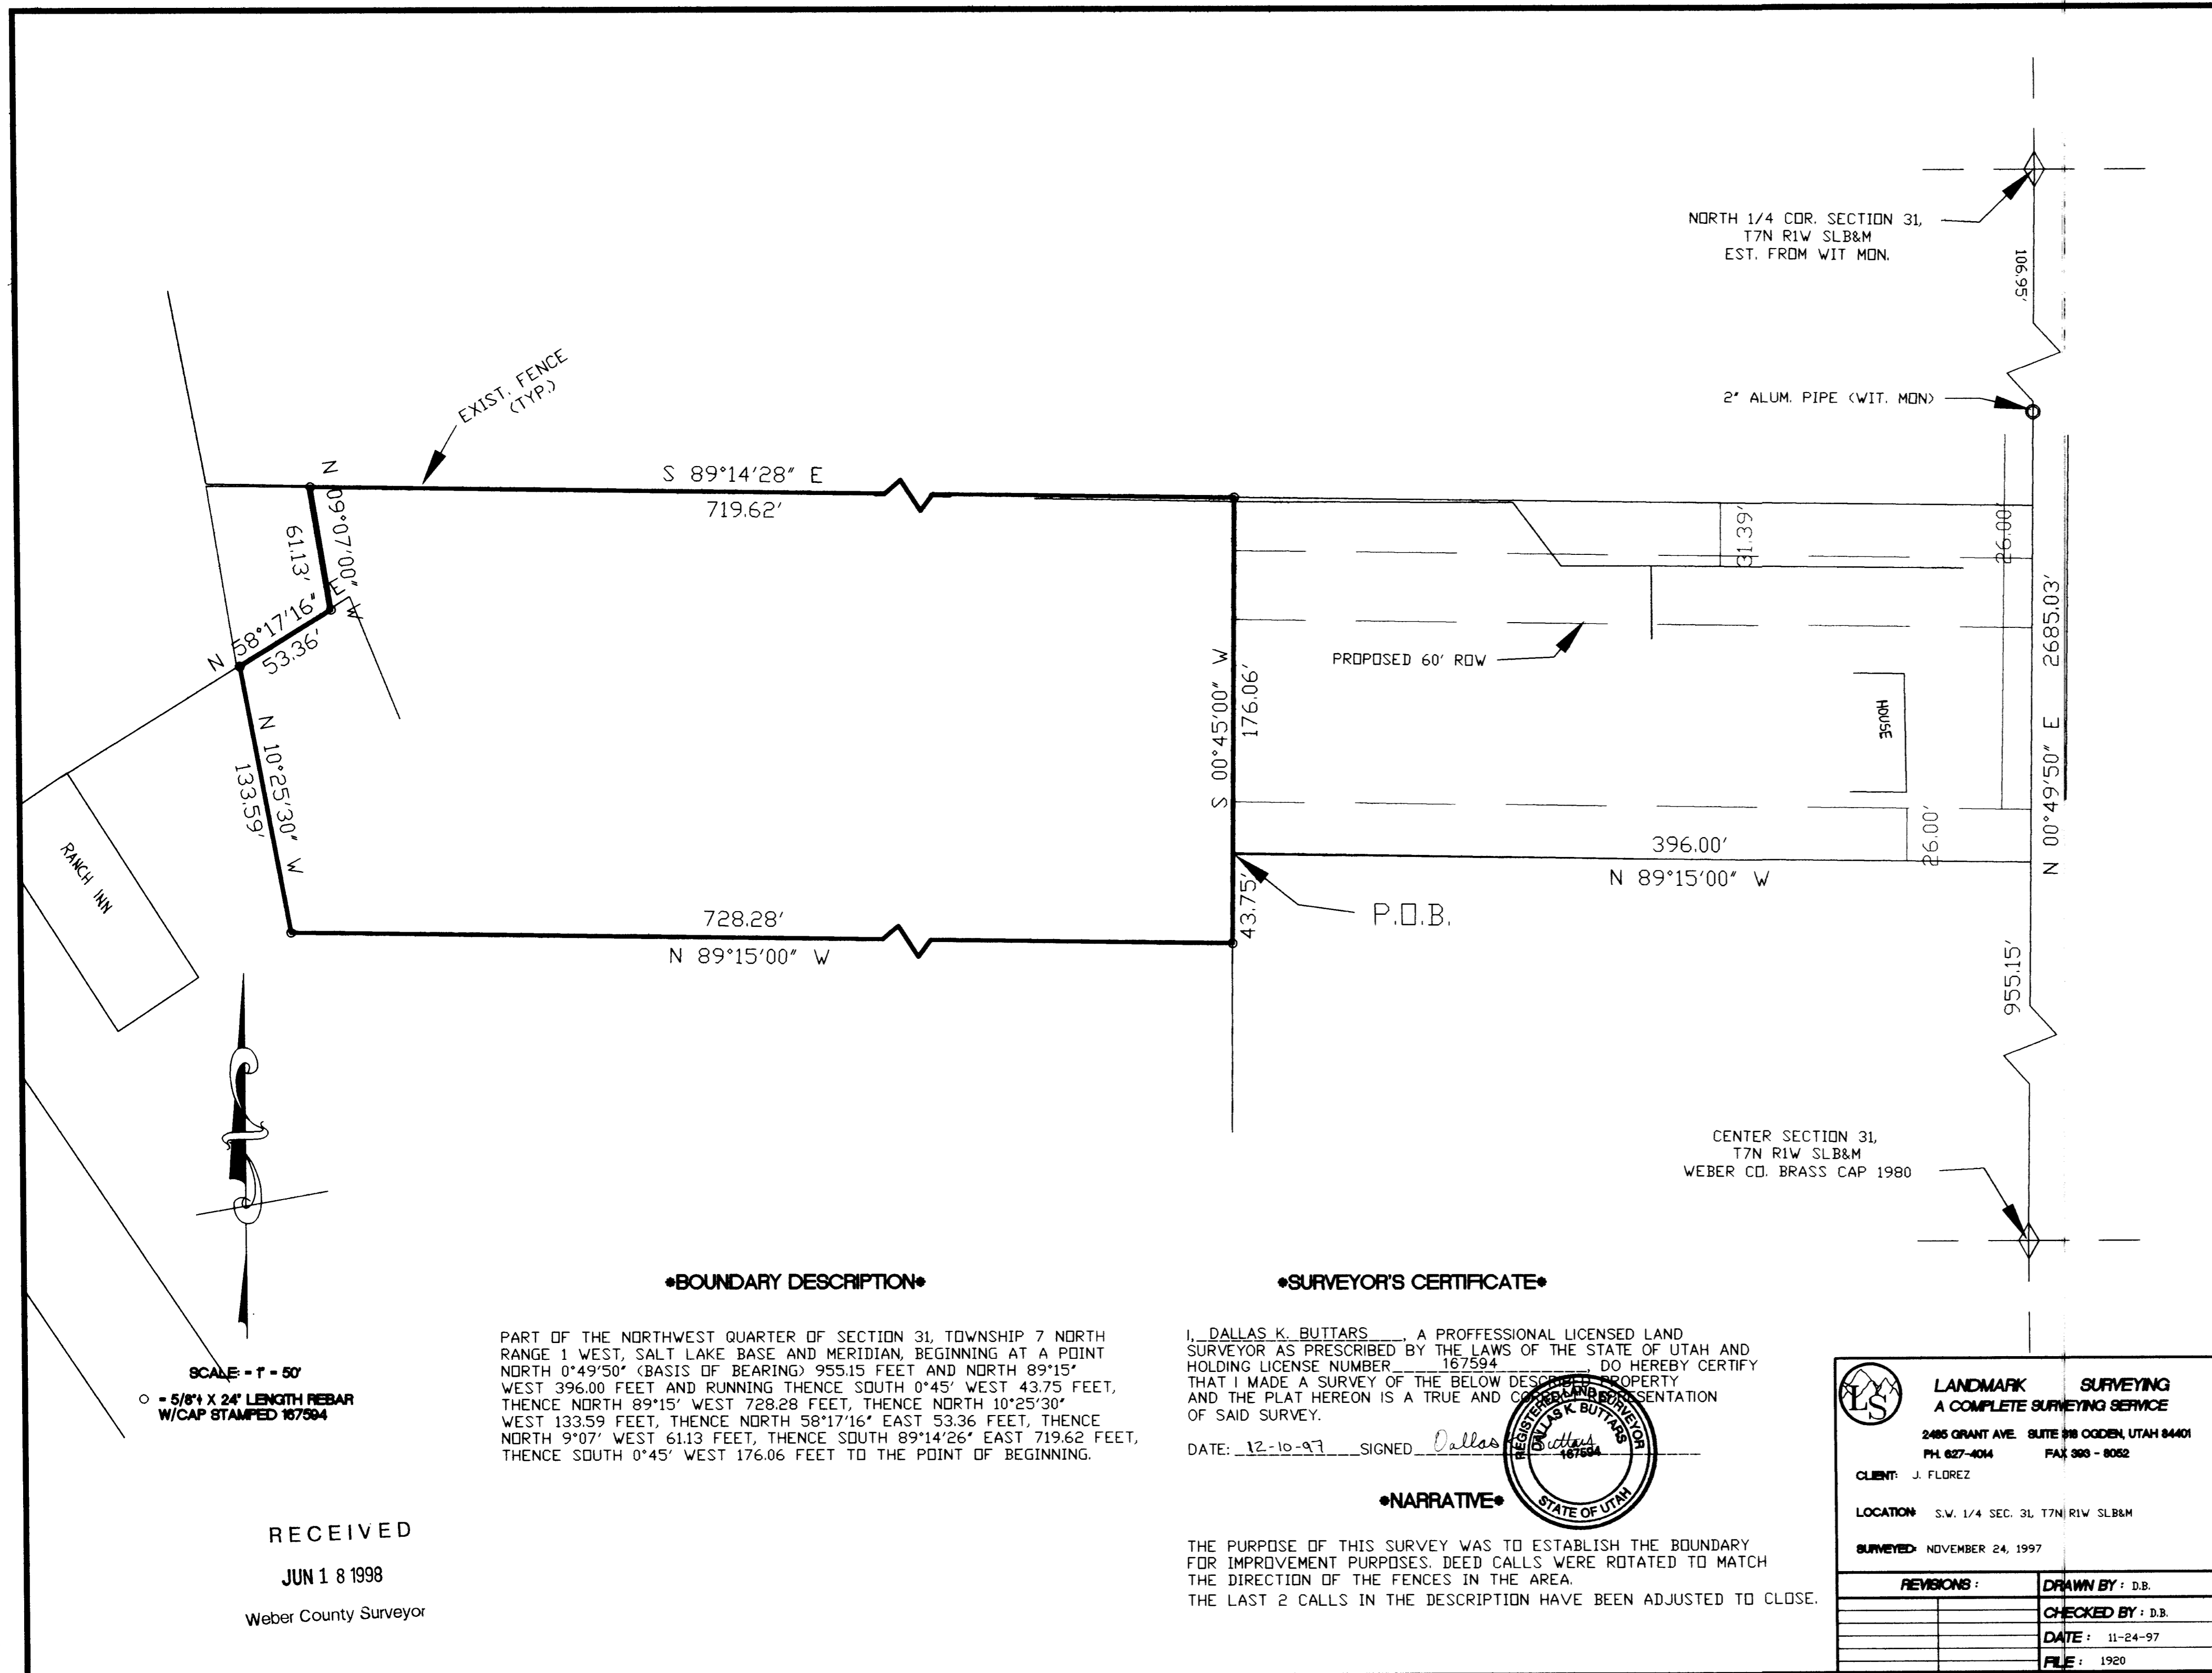 NORTH 1/4 COR. SECTION 31,
T7N R1W SLB&M
EST. FROM WIT MON.
106.95'
2" ALUM. PIPE (WIT. MON)
EXIST. FENCE
(TYP.)
S 89°14'28" E
719.62'
N 09°07'00" W
61.13'
N 58°17'16" E
53.36'
N 10°25'30" W
133.59'
RANCH INN
728.28'
N 89°15'00" W
S 00°45'00" W
176.06'
43.75'
P.O.B.
PROPOSED 60' ROW
31.39'
26.00'
HOUSE
396.00'
N 89°15'00" W
26.00'
N 00°49'50" E 2685.03'
955.15'
CENTER SECTION 31,
T7N R1W SLB&M
WEBER CO. BRASS CAP 1980
SCALE: - 1" - 50'
- 5/8"∅ X 24" LENGTH REBAR
W/CAP STAMPED 167594
*BOUNDARY DESCRIPTION*
PART OF THE NORTHWEST QUARTER OF SECTION 31, TOWNSHIP 7 NORTH
RANGE 1 WEST, SALT LAKE BASE AND MERIDIAN, BEGINNING AT A POINT
NORTH 0°49'50" (BASIS OF BEARING) 955.15 FEET AND NORTH 89°15"
WEST 396.00 FEET AND RUNNING THENCE SOUTH 0°45' WEST 43.75 FEET,
THENCE NORTH 89°15' WEST 728.28 FEET, THENCE NORTH 10°25'30"
WEST 133.59 FEET, THENCE NORTH 58°17'16" EAST 53.36 FEET, THENCE
NORTH 9°07' WEST 61.13 FEET, THENCE SOUTH 89°14'26" EAST 719.62 FEET,
THENCE SOUTH 0°45' WEST 176.06 FEET TO THE POINT OF BEGINNING.
RECEIVED
JUN 18 1998
Weber County Surveyor
*SURVEYOR'S CERTIFICATE*
I, DALLAS K. BUTTARS, A PROFFESSIONAL LICENSED LAND
SURVEYOR AS PRESCRIBED BY THE LAWS OF THE STATE OF UTAH AND
HOLDING LICENSE NUMBER 167594, DO HEREBY CERTIFY
THAT I MADE A SURVEY OF THE BELOW DESCRIBED PROPERTY
AND THE PLAT HEREON IS A TRUE AND CORRECT REPRESENTATION
OF SAID SURVEY.
DATE: 12-10-97 SIGNED Dallas K Buttars
REGISTERED LAND SURVEYOR
DALLAS K. BUTTARS
167594
STATE OF UTAH
*NARRATIVE*
THE PURPOSE OF THIS SURVEY WAS TO ESTABLISH THE BOUNDARY
FOR IMPROVEMENT PURPOSES. DEED CALLS WERE ROTATED TO MATCH
THE DIRECTION OF THE FENCES IN THE AREA.
THE LAST 2 CALLS IN THE DESCRIPTION HAVE BEEN ADJUSTED TO CLOSE.
LS
LANDMARK SURVEYING
A COMPLETE SURVEYING SERVICE
2485 GRANT AVE. SUITE 318 OGDEN, UTAH 84401
PH. 627-4014 FAX 393 - 8052
CLIENT: J. FLOREZ
LOCATION: S.W. 1/4 SEC. 31, T7N R1W SLB&M
SURVEYED: NOVEMBER 24, 1997
REVISIONS :
DRAWN BY : D.B.
CHECKED BY : D.B.
DATE : 11-24-97
FILE : 1920